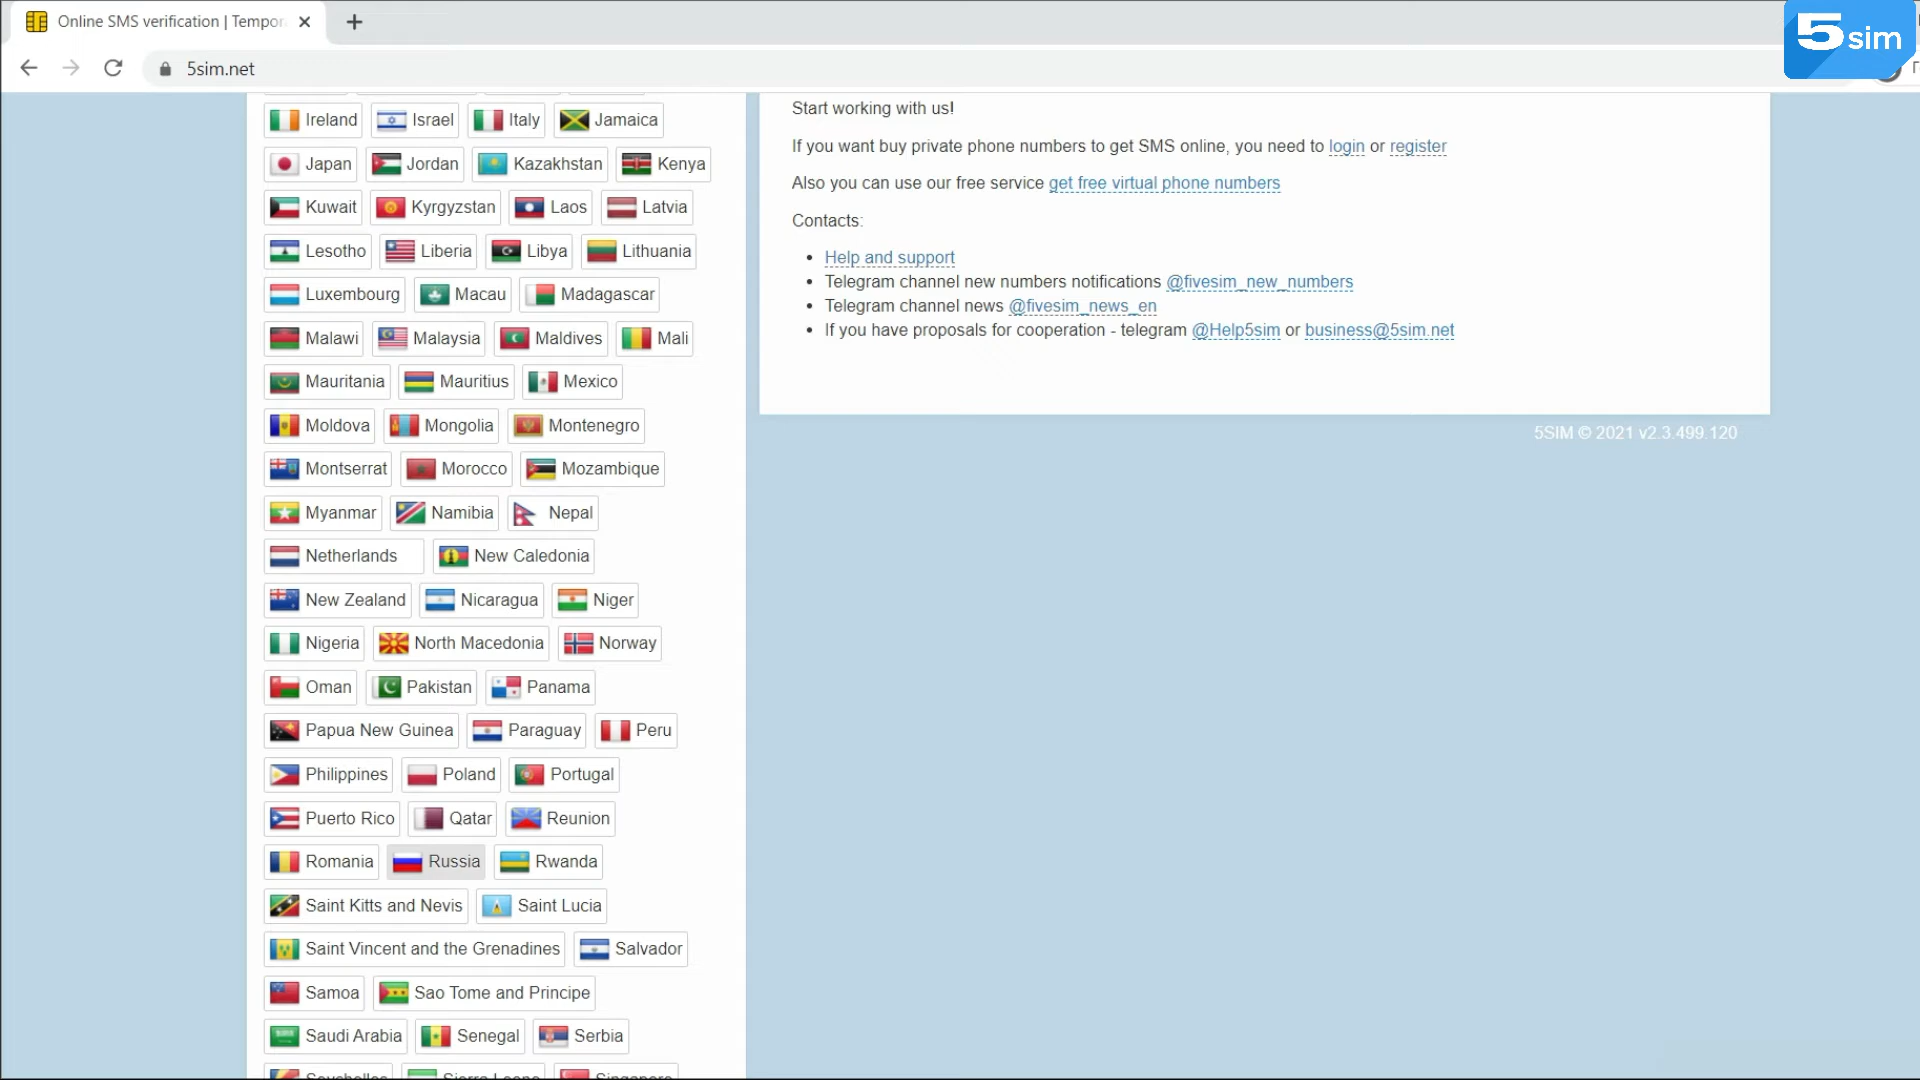 Online SMS verification | Tempor
5sim
5sim.net
Ireland Israel Italy Jamaica
Japan Jordan Kazakhstan Kenya
Kuwait Kyrgyzstan Laos Latvia
Lesotho Liberia Libya Lithuania
Luxembourg Macau Madagascar
Malawi Malaysia Maldives Mali
Mauritania Mauritius Mexico
Moldova Mongolia Montenegro
Montserrat Morocco Mozambique
Myanmar Namibia Nepal
Netherlands New Caledonia
New Zealand Nicaragua Niger
Nigeria North Macedonia Norway
Oman Pakistan Panama
Papua New Guinea Paraguay Peru
Philippines Poland Portugal
Puerto Rico Qatar Reunion
Romania Russia Rwanda
Saint Kitts and Nevis Saint Lucia
Saint Vincent and the Grenadines Salvador
Samoa Sao Tome and Principe
Saudi Arabia Senegal Serbia
Seychelles Sierra Leone Singapore
Start working with us!
If you want buy private phone numbers to get SMS online, you need to login or register
Also you can use our free service get free virtual phone numbers
Contacts:
• Help and support
• Telegram channel new numbers notifications @fivesim_new_numbers
• Telegram channel news @fivesim_news_en
• If you have proposals for cooperation - telegram @Help5sim or business@5sim.net
5SIM © 2021 v2.3.499.120